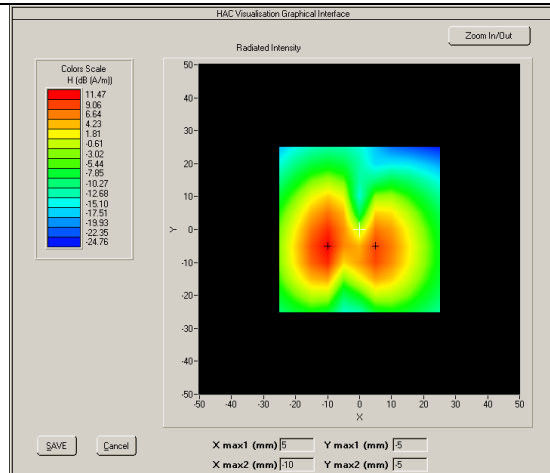 HAC Visualisation Graphical Interface
Zoom In/Out
Radiated Intensity
Colors Scale
H (dB (A/m))
11.47
9.06
6.64
4.23
1.81
-0.61
-3.02
-5.44
-7.85
-10.27
-12.68
-15.10
-17.51
-19.93
-22.35
-24.76
50
40
30
20
10
Y 0
-10
-20
-30
-40
-50
-50 -40 -30 -20 -10 0 10 20 30 40 50
X
SAVE Cancel
X max1 (mm) 5 Y max1 (mm) -5
X max2 (mm) -10 Y max2 (mm) -5